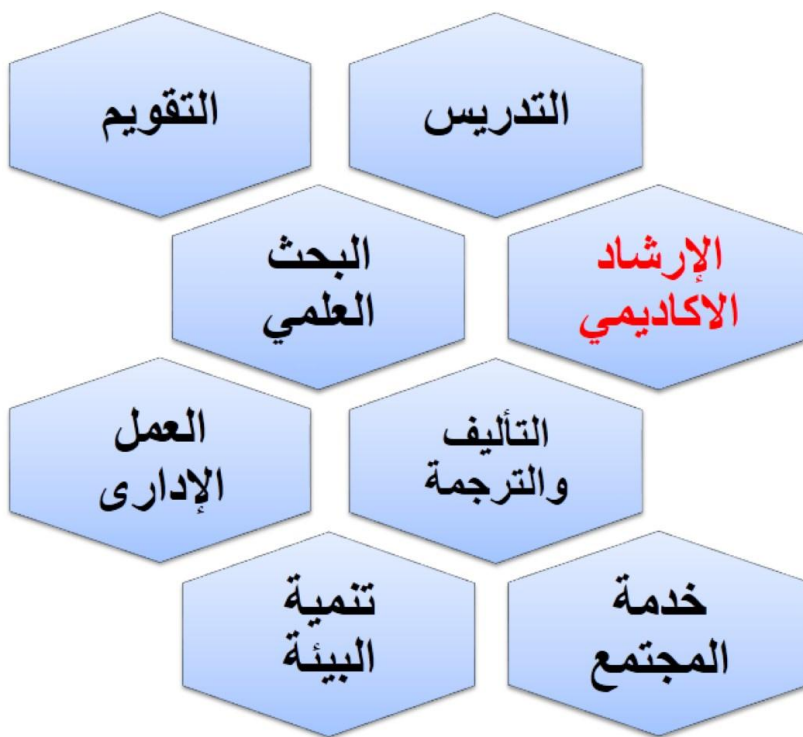 التدريس
التقويم
الإرشاد
الاكاديمي
البحث
العلمي
التأليف
والترجمة
العمل
الإدارى
خدمة
المجتمع
تنمية
البيئة